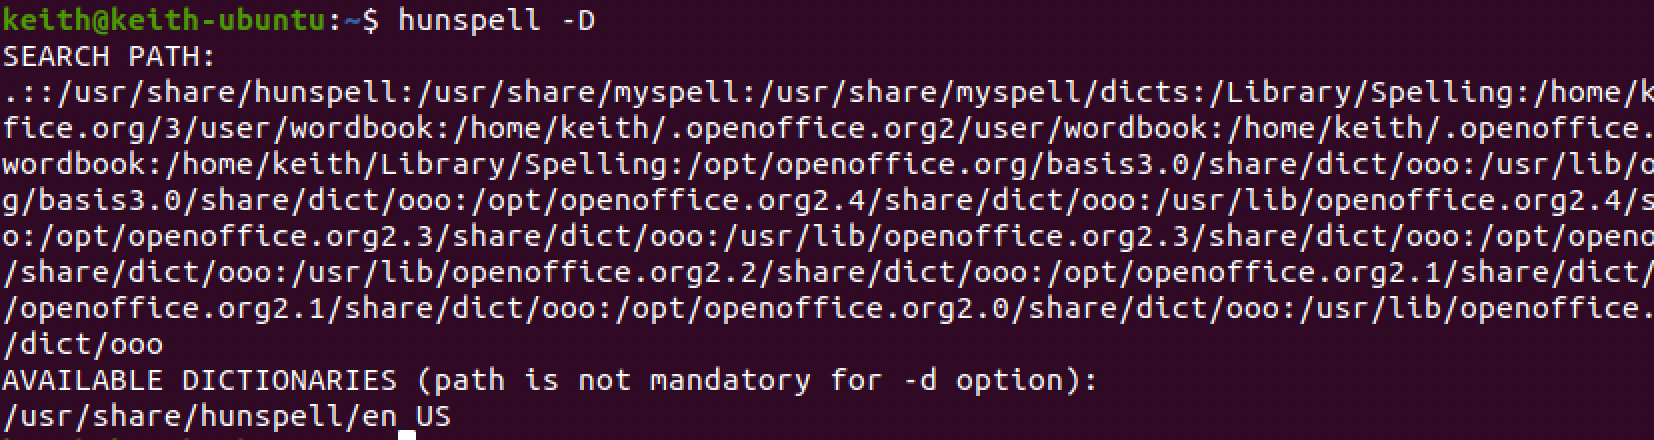 keith@keith-ubuntu:~$ hunspell -D
SEARCH PATH:
.::/usr/share/hunspell:/usr/share/myspell:/usr/share/myspell/dicts:/Library/Spelling:/home/k
fice.org/3/user/wordbook:/home/keith/.openoffice.org2/user/wordbook:/home/keith/.openoffice.
wordbook:/home/keith/Library/Spelling:/opt/openoffice.org/basis3.0/share/dict/ooo:/usr/lib/o
g/basis3.0/share/dict/ooo:/opt/openoffice.org2.4/share/dict/ooo:/usr/lib/openoffice.org2.4/s
o:/opt/openoffice.org2.3/share/dict/ooo:/usr/lib/openoffice.org2.3/share/dict/ooo:/opt/openo
/share/dict/ooo:/usr/lib/openoffice.org2.2/share/dict/ooo:/opt/openoffice.org2.1/share/dict/
/openoffice.org2.1/share/dict/ooo:/opt/openoffice.org2.0/share/dict/ooo:/usr/lib/openoffice.
/dict/ooo
AVAILABLE DICTIONARIES (path is not mandatory for -d option):
/usr/share/hunspell/en_US